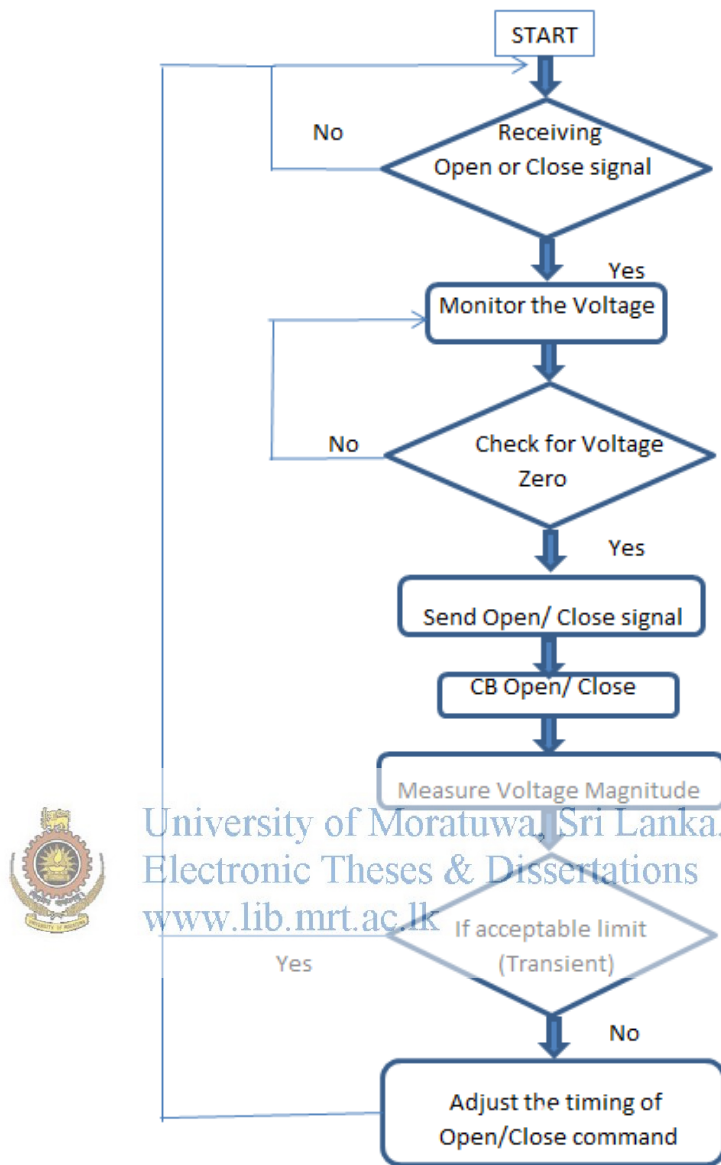 START
No
Receiving
Open or Close signal
Yes
Monitor the Voltage
No
Check for Voltage
Zero
Yes
Send Open/ Close signal
CB Open/ Close
Measure Voltage Magnitude
University of Moratuwa, Sri Lanka.
Electronic Theses & Dissertations
www.lib.mrt.ac.lk
If acceptable limit
(Transient)
Yes
No
Adjust the timing of
Open/Close command